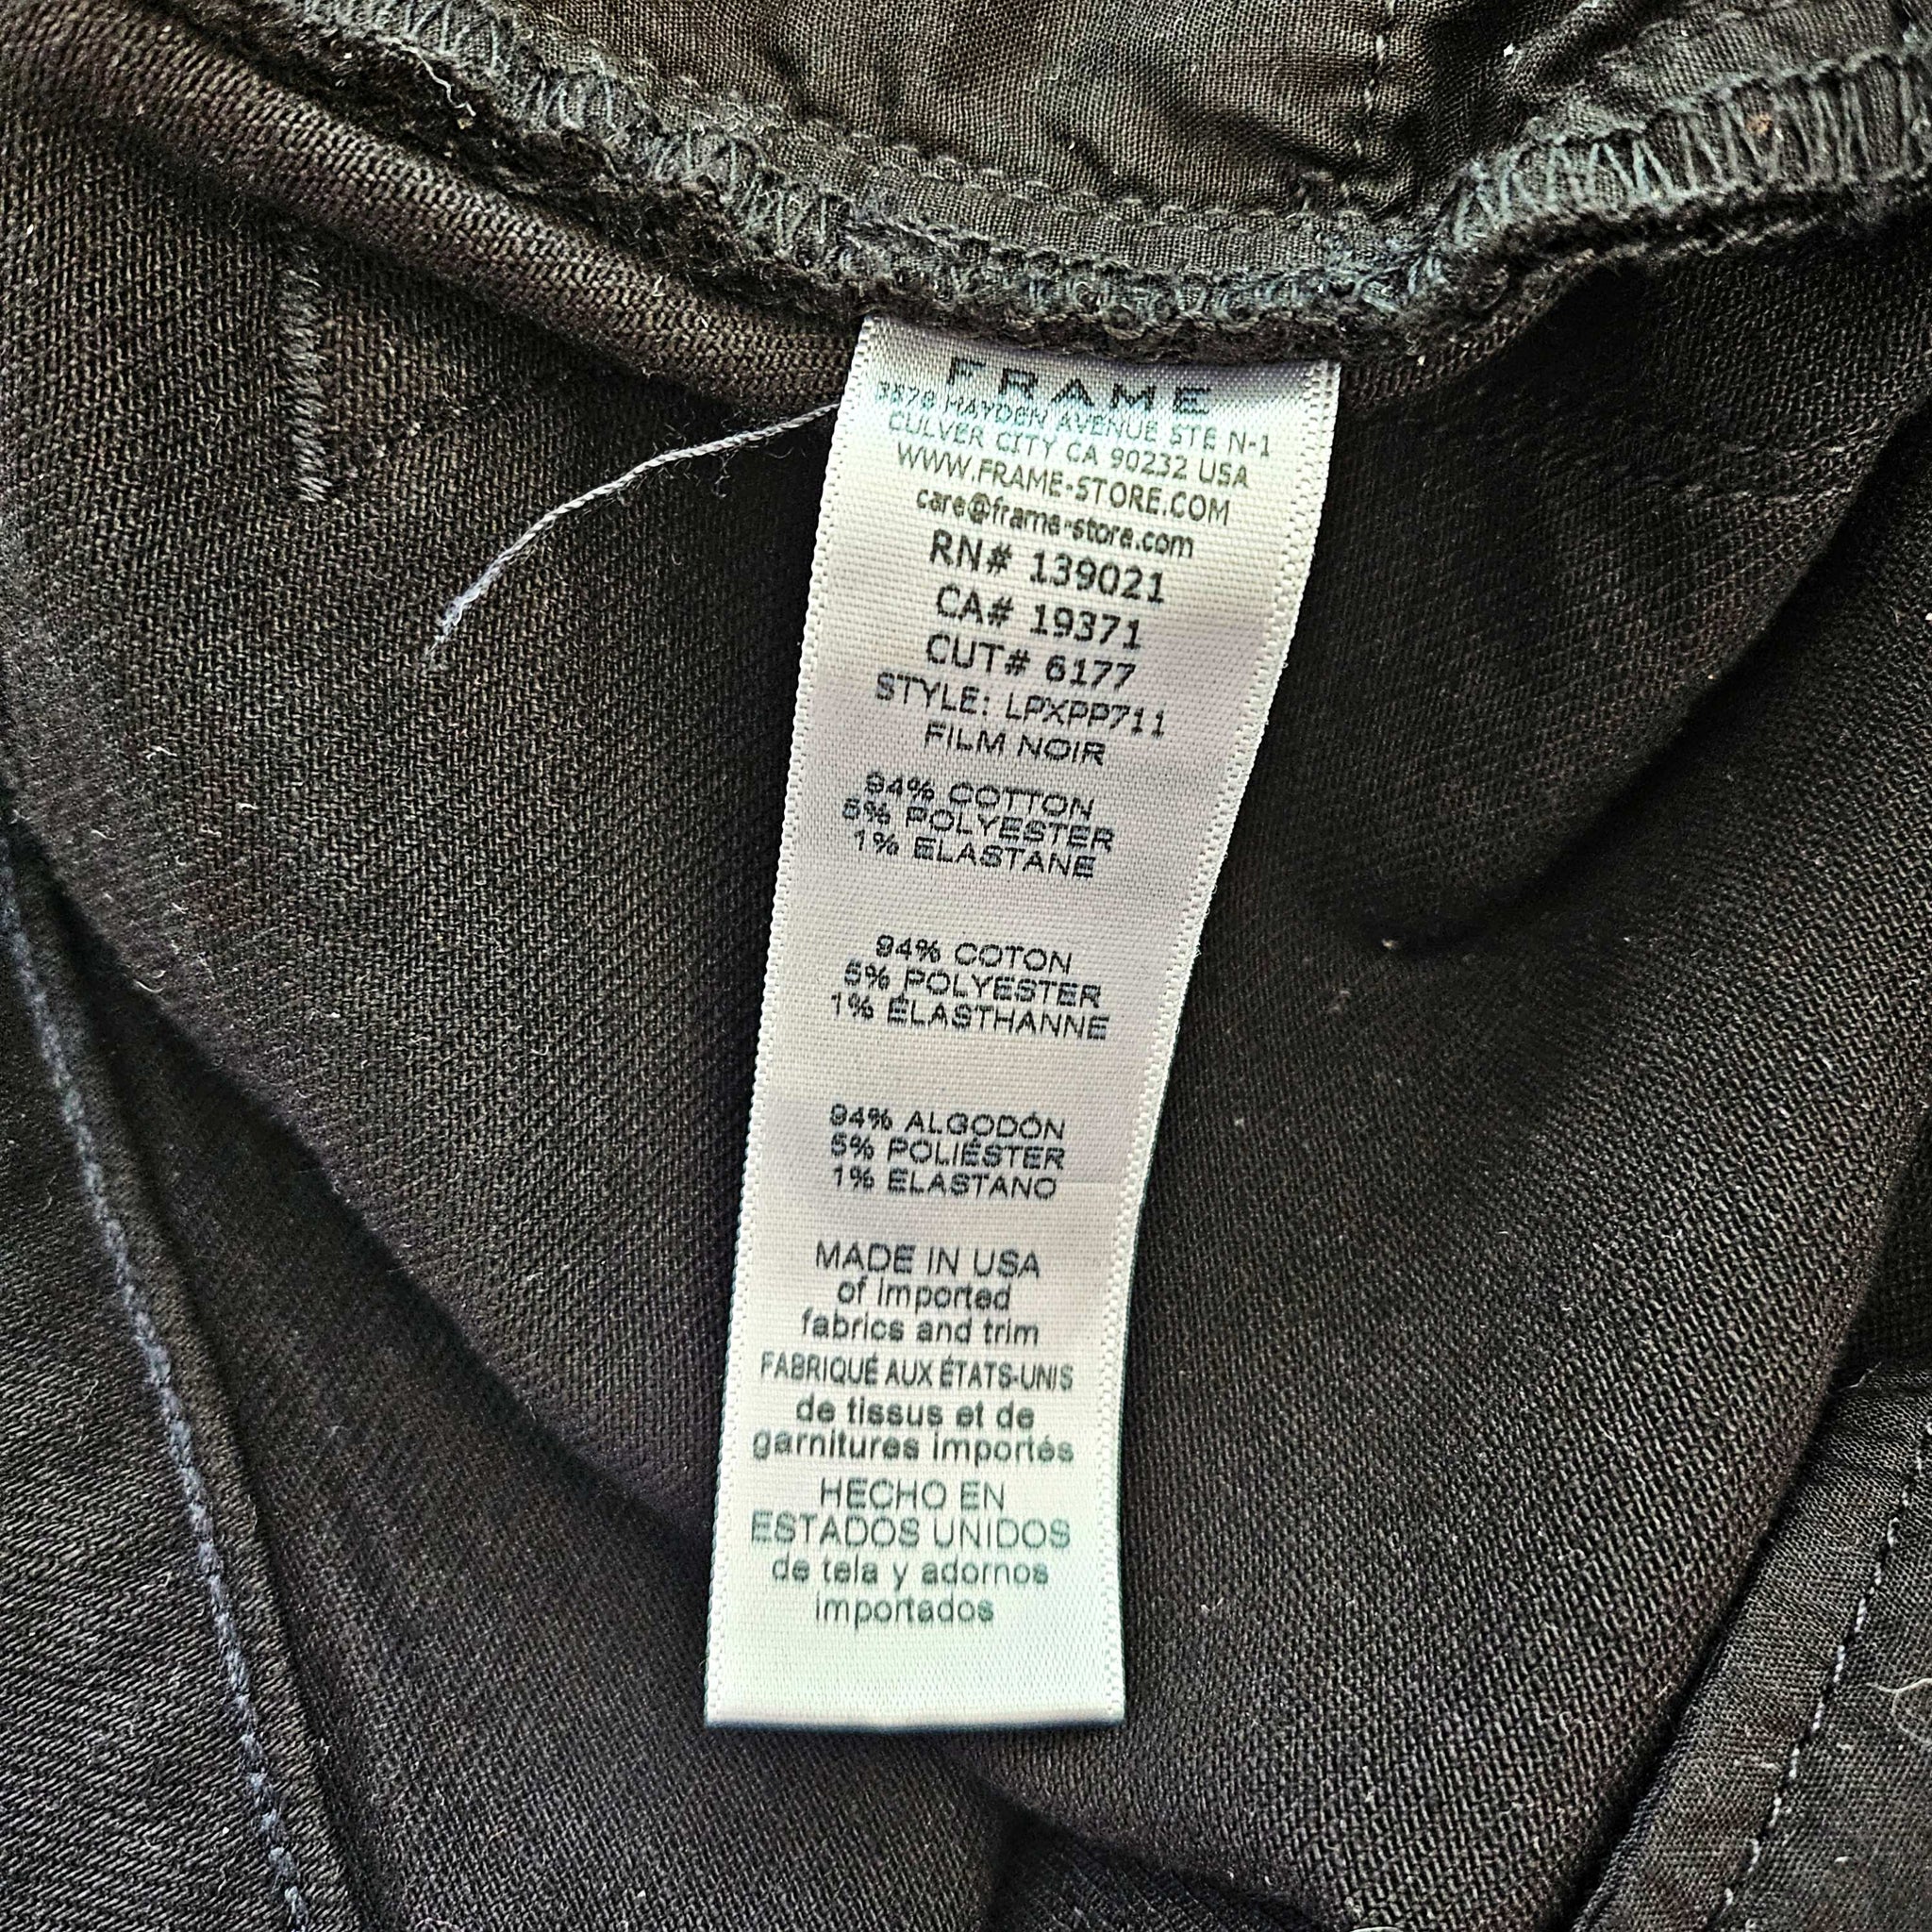 FRAME
3578 HAYDEN AVENUE STE N-1
CULVER CITY CA 90232 USA
WWW.FRAME-STORE.COM
care@frame-store.com
RN# 139021
CA# 19371
CUT# 6177
STYLE: LPXPP711
FILM NOIR
94% COTTON
5% POLYESTER
1% ELASTANE
94% COTON
5% POLYESTER
1% ÉLASTHANNE
94% ALGODÓN
5% POLIÉSTER
1% ELASTANO
MADE IN USA
of imported
fabrics and trim
FABRIQUÉ AUX ÉTATS-UNIS
de tissus et de
garnitures importés
HECHO EN
ESTADOS UNIDOS
de tela y adornos
importados